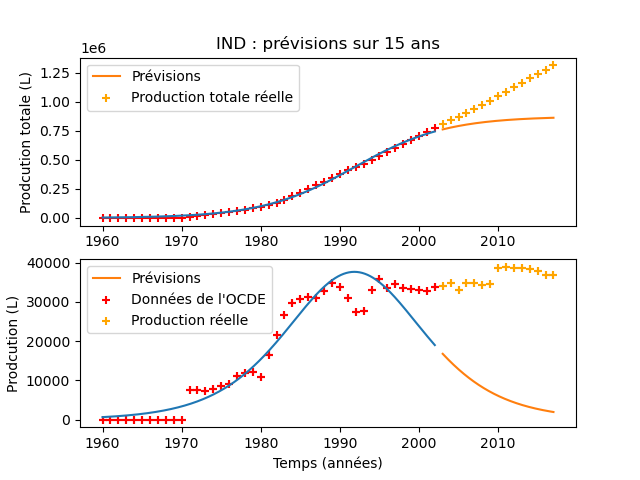 IND : prévisions sur 15 ans
1e6
Prodcution totale (L)
1.25
1.00
0.75
0.50
0.25
0.00
Prévisions
Production totale réelle
1960 1970 1980 1990 2000 2010
Prodcution (L)
40000
30000
20000
10000
0
Prévisions
Données de l'OCDE
Production réelle
1960 1970 1980 1990 2000 2010
Temps (années)